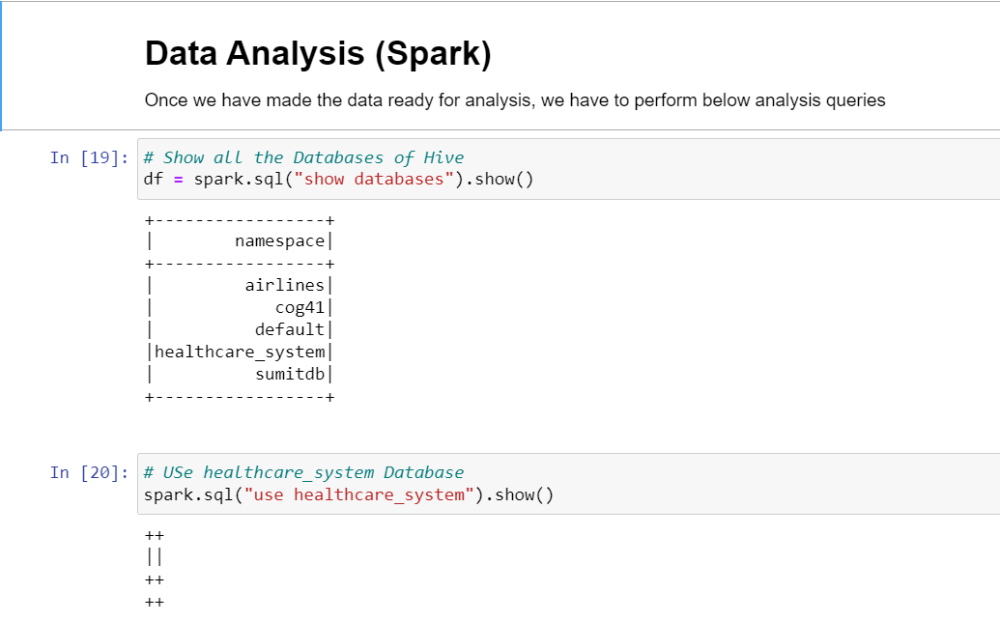 Data Analysis (Spark)
Once we have made the data ready for analysis, we have to perform below analysis queries
In [19]: # Show all the Databases of Hive
df = spark.sql("show databases").show()
+-----------------+
|        namespace|
+-----------------+
|         airlines|
|            cog41|
|          default|
|healthcare_system|
|          sumitdb|
+-----------------+
In [20]: # USe healthcare_system Database
spark.sql("use healthcare_system").show()
++
||
++
++